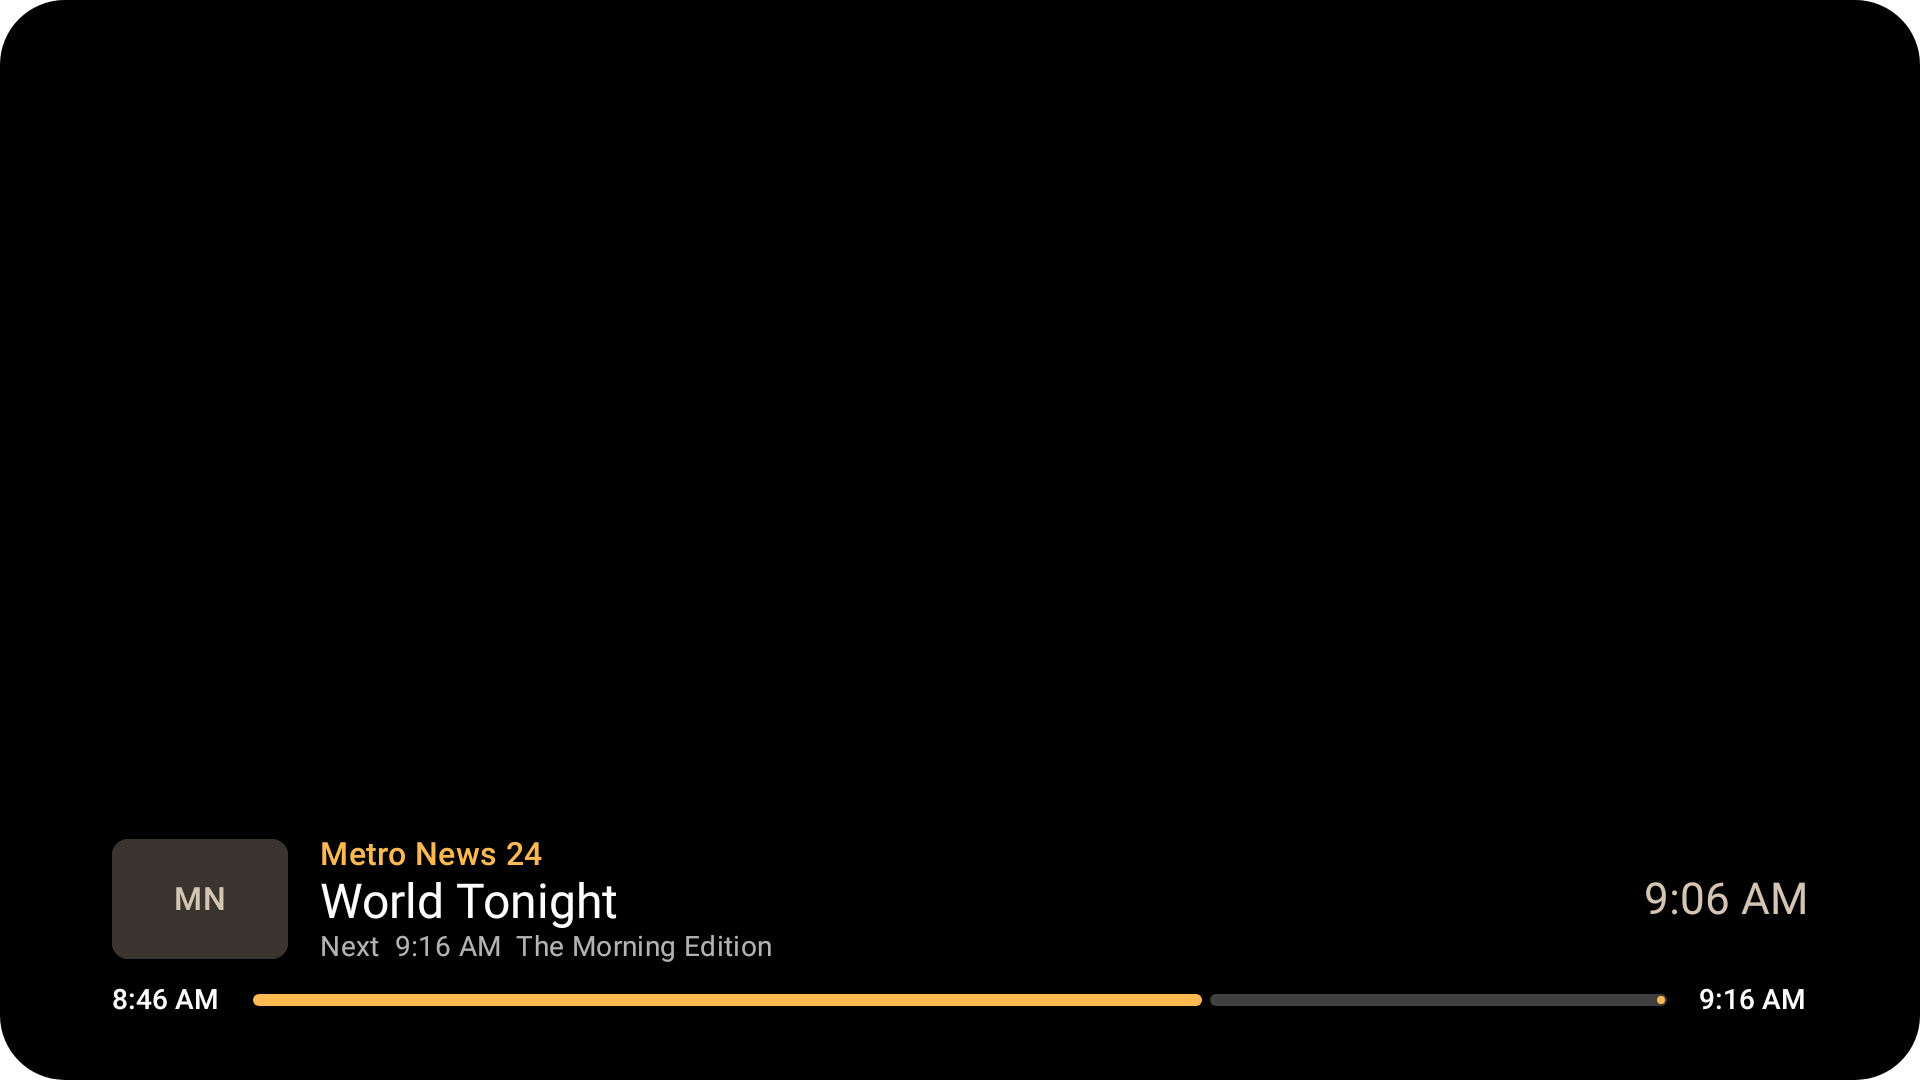 MN
Metro News 24
World Tonight
Next 9:16 AM The Morning Edition
9:06 AM
8:46 AM
9:16 AM